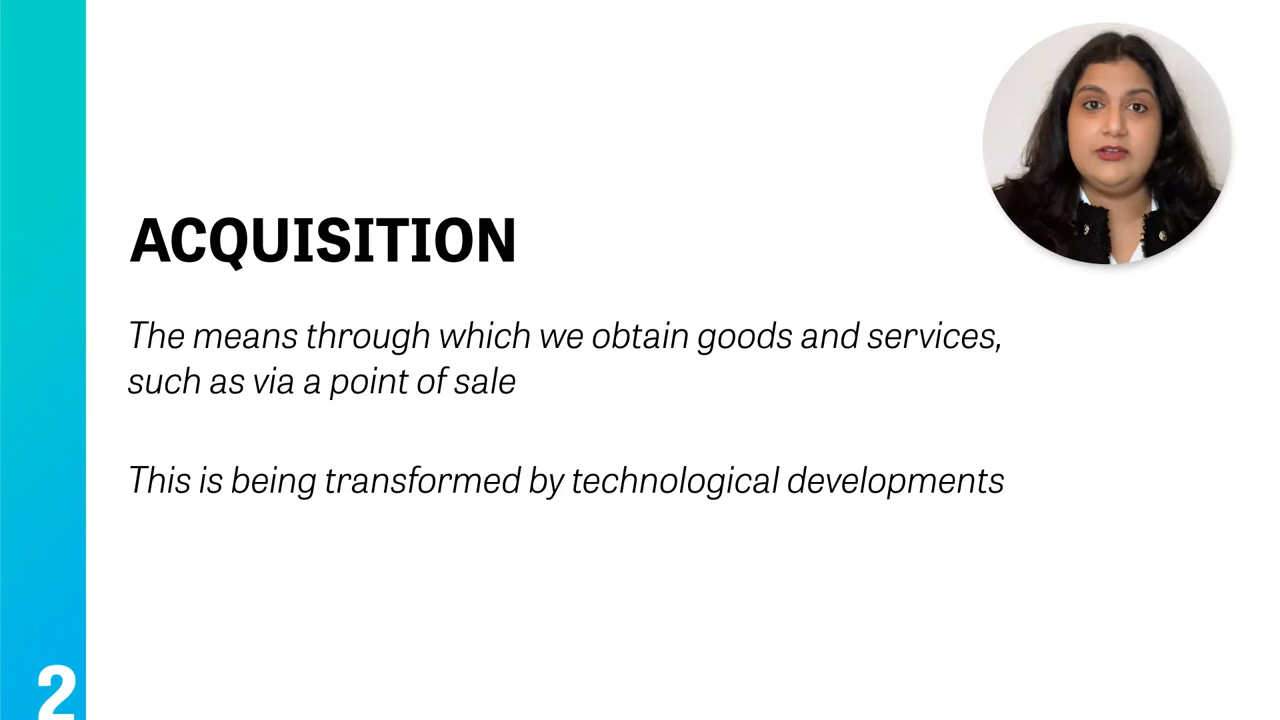 ACQUISITION
The means through which we obtain goods and services,
such as via a point of sale
This is being transformed by technological developments
2